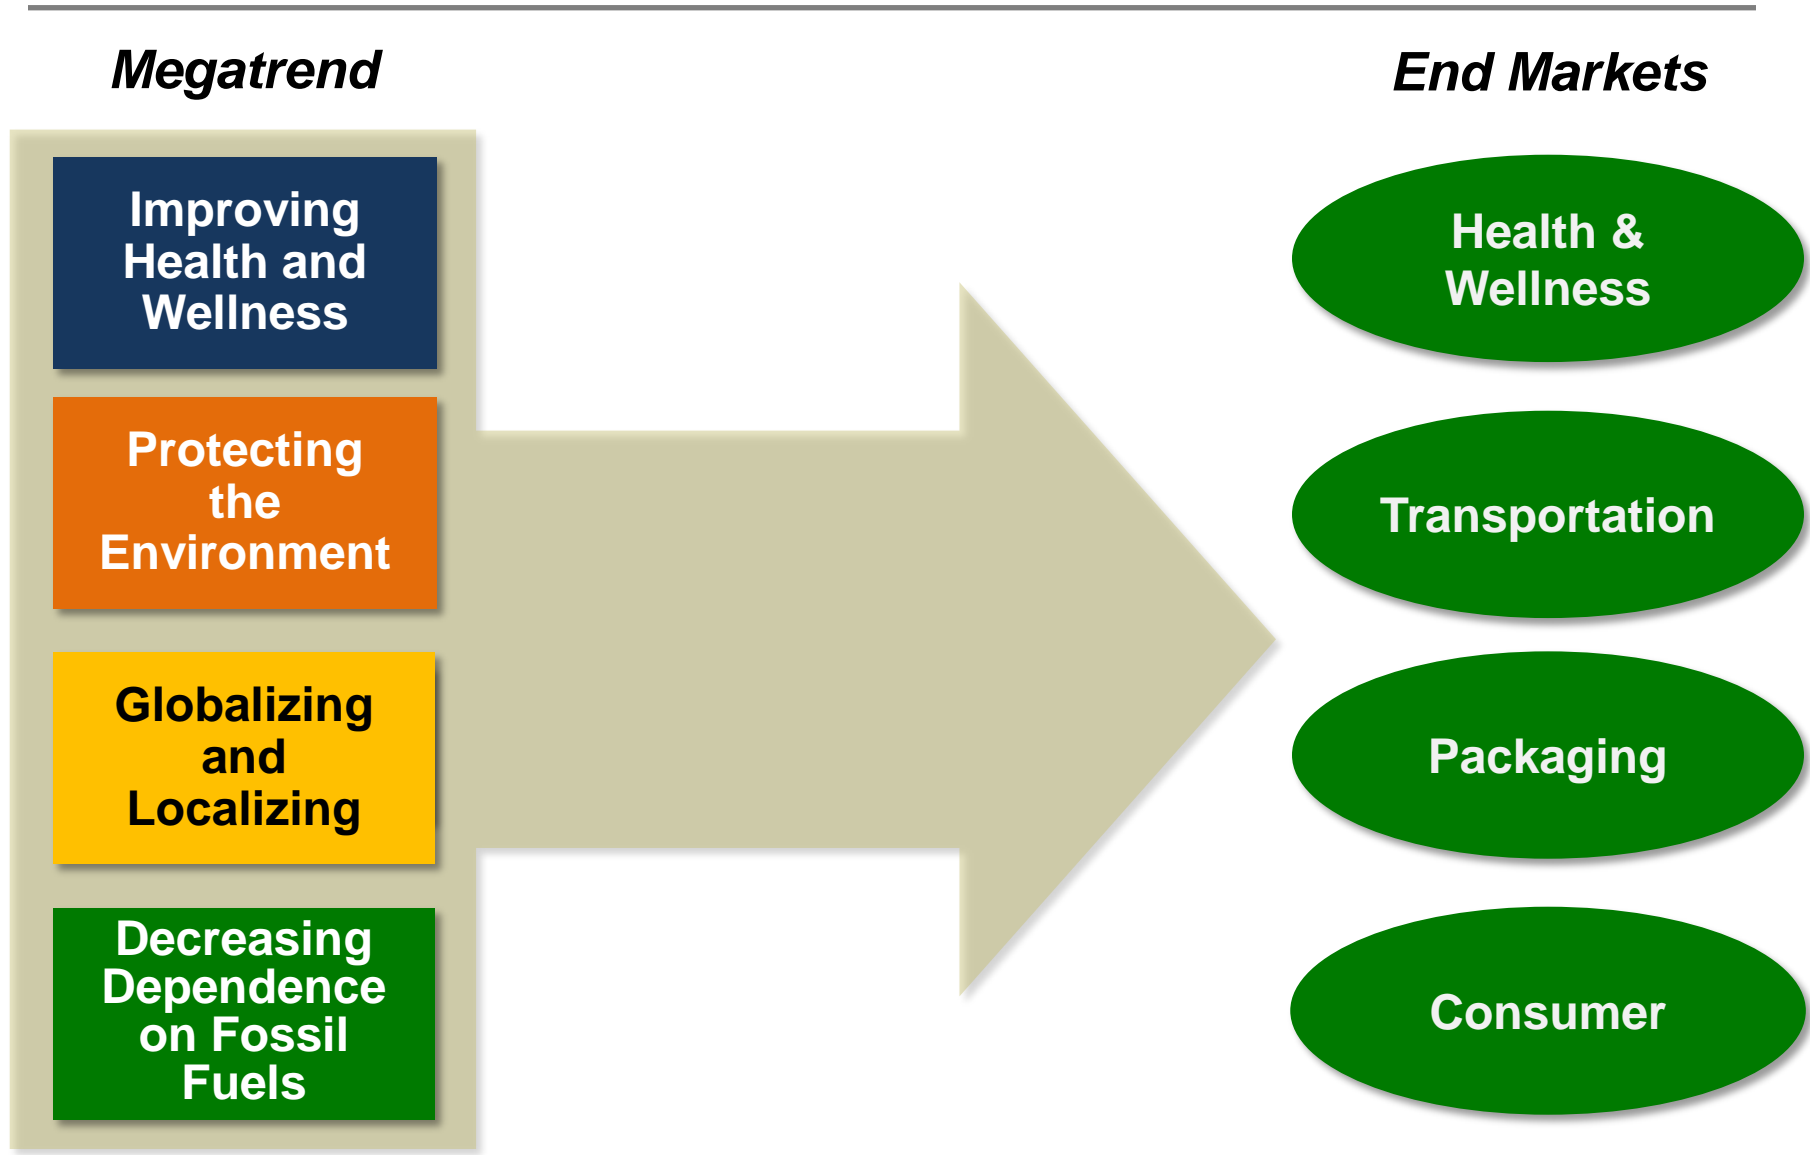 Megatrend
End Markets
Improving
Health and
Wellness
Protecting
the
Environment
Globalizing
and
Localizing
Decreasing
Dependence
on Fossil
Fuels
Health &
Wellness
Transportation
Packaging
Consumer